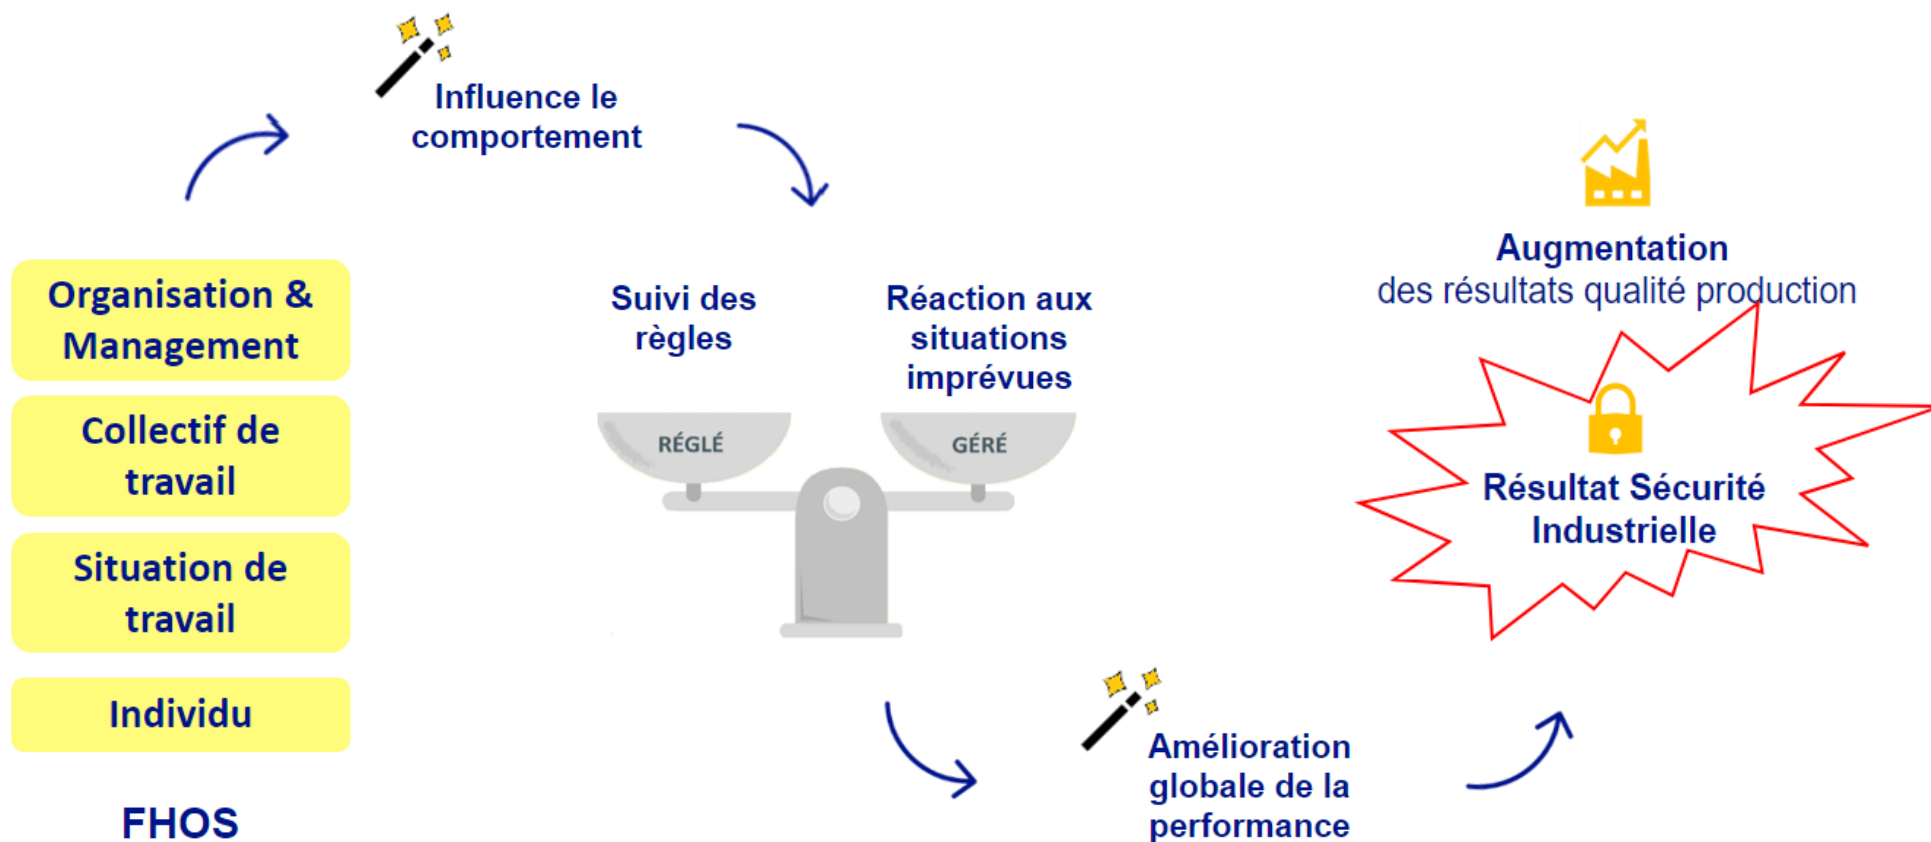 Influence le
comportement
Organisation &
Management
Collectif de
travail
Situation de
travail
Individu
FHOS
Suivi des
règles
Réaction aux
situations
imprévues
RÉGLÉ
GÉRÉ
Amélioration
globale de la
performance
Augmentation
des résultats qualité production
Résultat Sécurité
Industrielle